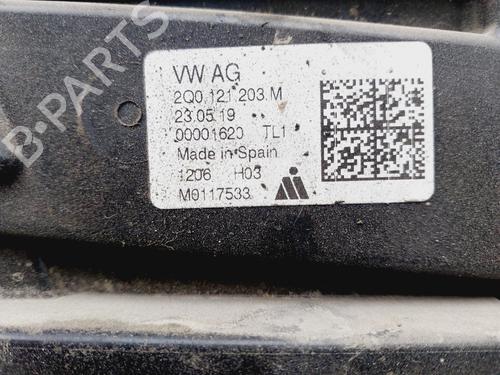 B-PARTS
VW AG
2Q0.121.203.M
23.05.19
00001620 TL1
Made in Spain
1206 H03
M0117533